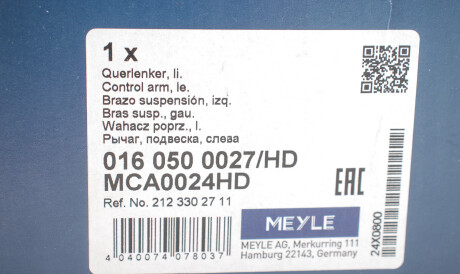 1 x
Querlenker, li.
Control arm, le.
Brazo suspensión, izq.
Bras susp., gau.
Wahacz poprz., l.
Рычаг, подвеска, слева
016 050 0027/HD
MCA0024HD
Ref. No. 212 330 27 11
EAC
MEYLE
MEYLE AG, Merkurring 111
Hamburg 22143, Germany
4 040074 078037
24X0800